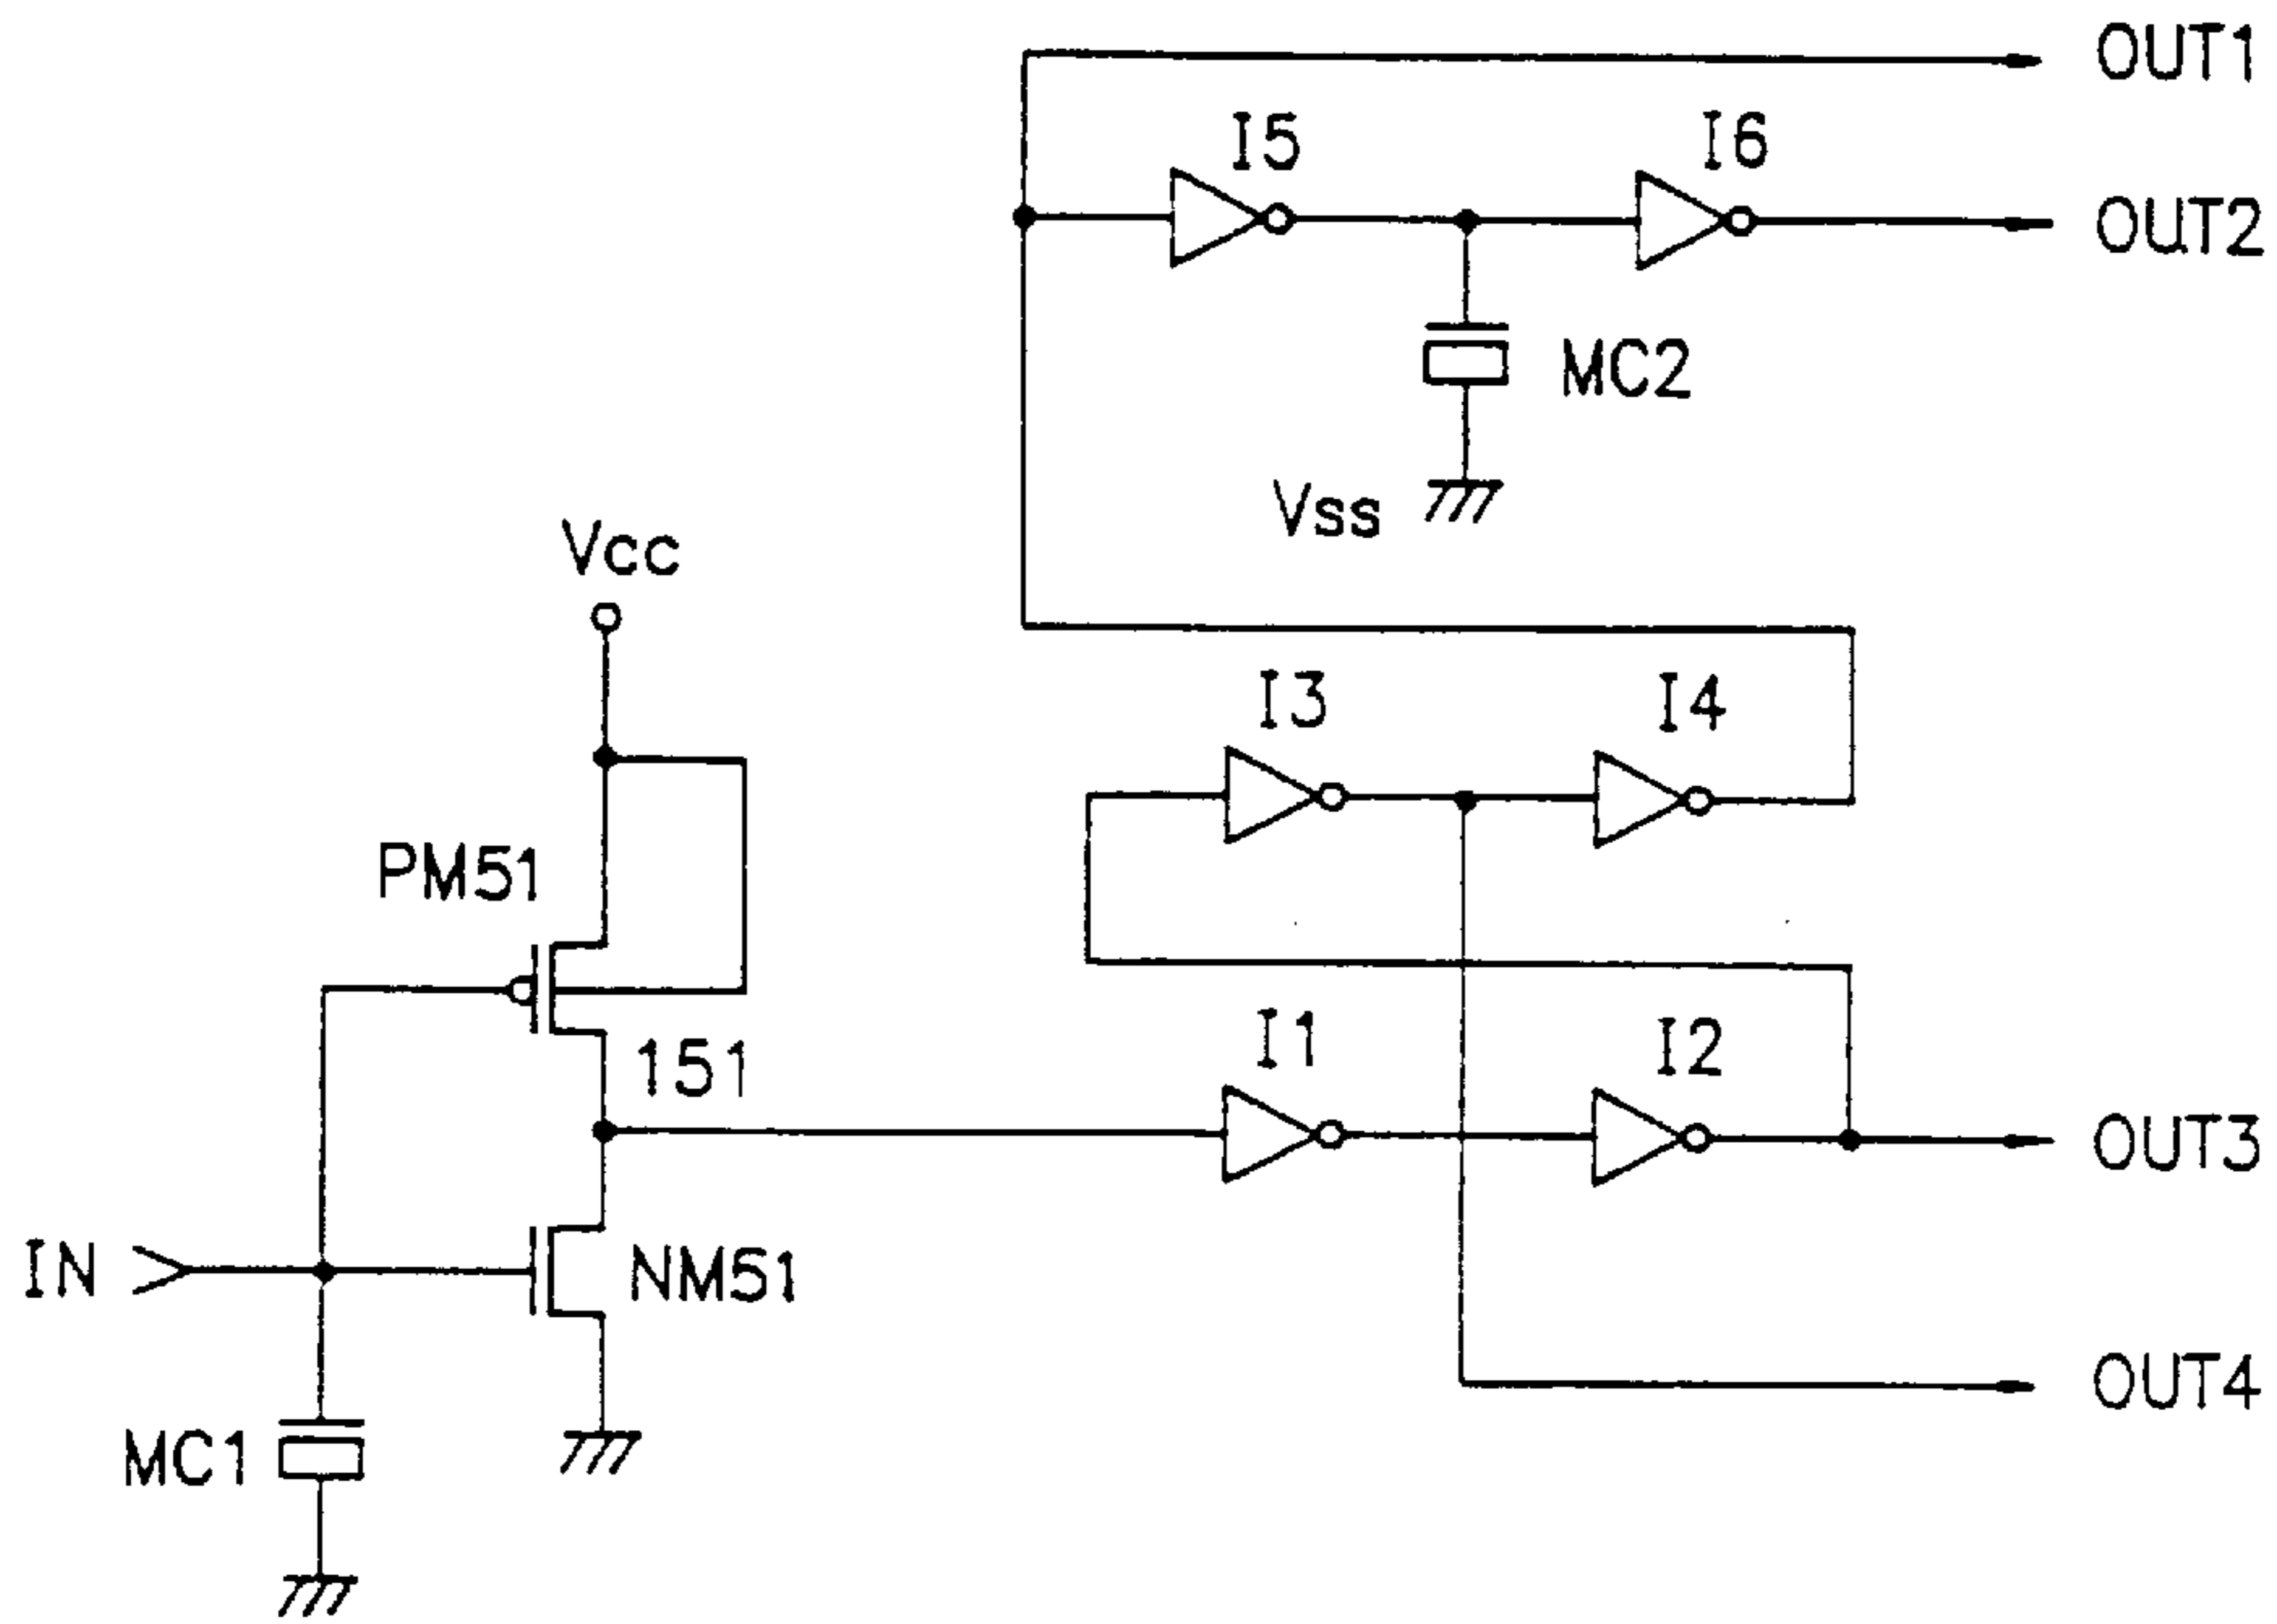 OUT1
I5
I6
OUT2
MC2
Vss
Vcc
I3
I4
PM51
151
I1
I2
OUT3
IN
NM51
OUT4
MC1